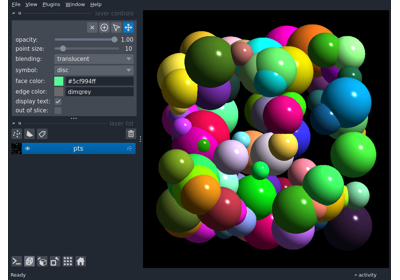 File View Plugins Window Help
layer controls
opacity: 1.00
point size: 10
blending: translucent
symbol: disc
face color: #5cf994ff
edge color: dimgrey
display text:
out of slice:
layer list
pts
Ready
activity